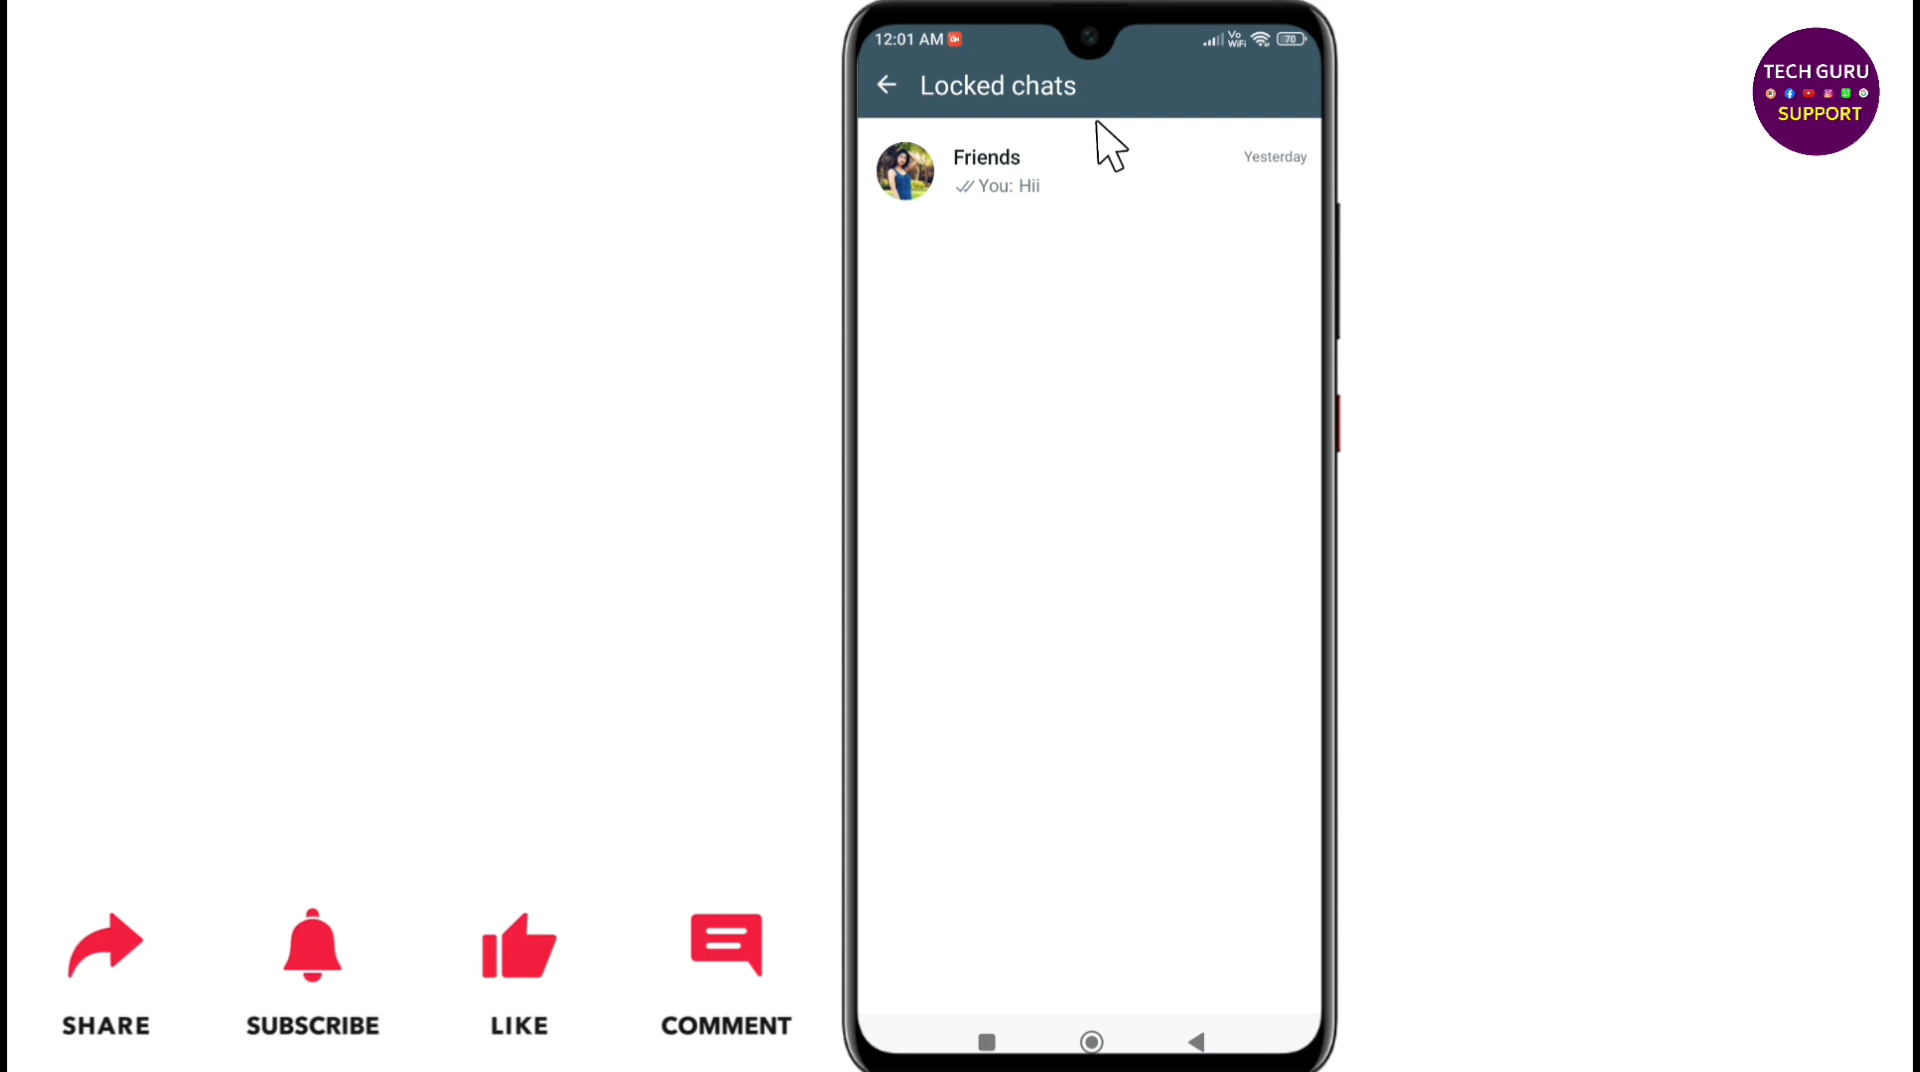 12:01 AM
Vo
WiFi
70
Locked chats
Friends
Yesterday
You: Hii
TECH GURU
SUPPORT
SHARE
SUBSCRIBE
LIKE
COMMENT